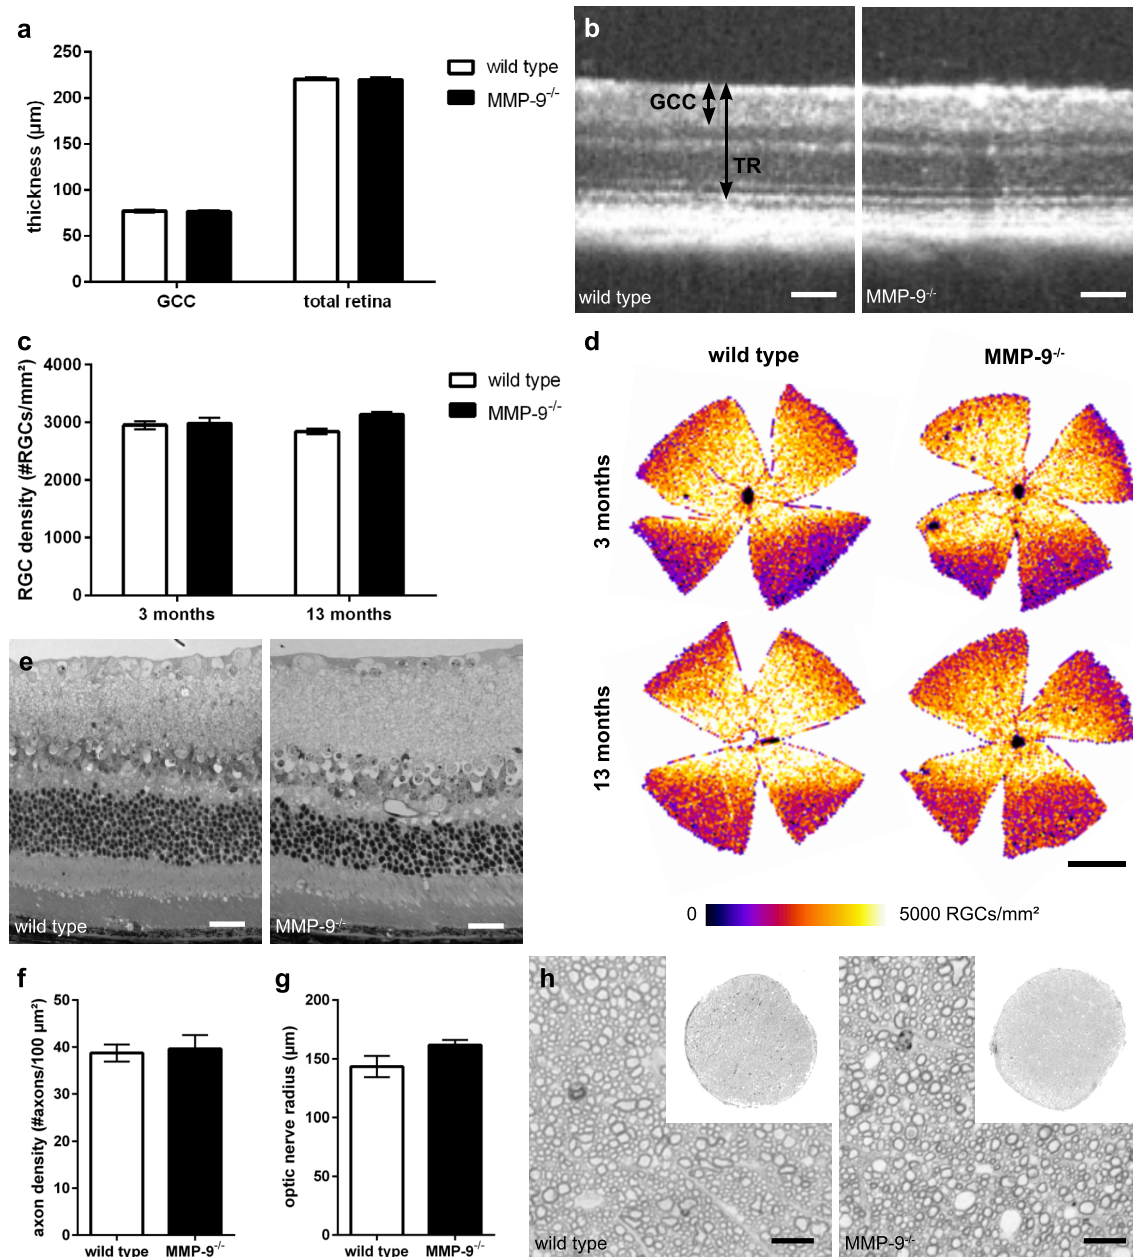 a
250
200
150
100
50
0
thickness (µm)
GCC
total retina
wild type
MMP-9-/-
b
GCC
TR
wild type
MMP-9-/-
c
4000
3000
2000
1000
0
RGC density (#RGCs/mm²)
3 months
13 months
wild type
MMP-9-/-
d
wild type
MMP-9-/-
3 months
13 months
0
5000 RGCs/mm²
e
wild type
MMP-9-/-
f
50
40
30
20
10
0
axon density (#axons/100 µm²)
wild type
MMP-9-/-
g
200
150
100
50
0
optic nerve radius (µm)
wild type
MMP-9-/-
h
wild type
MMP-9-/-